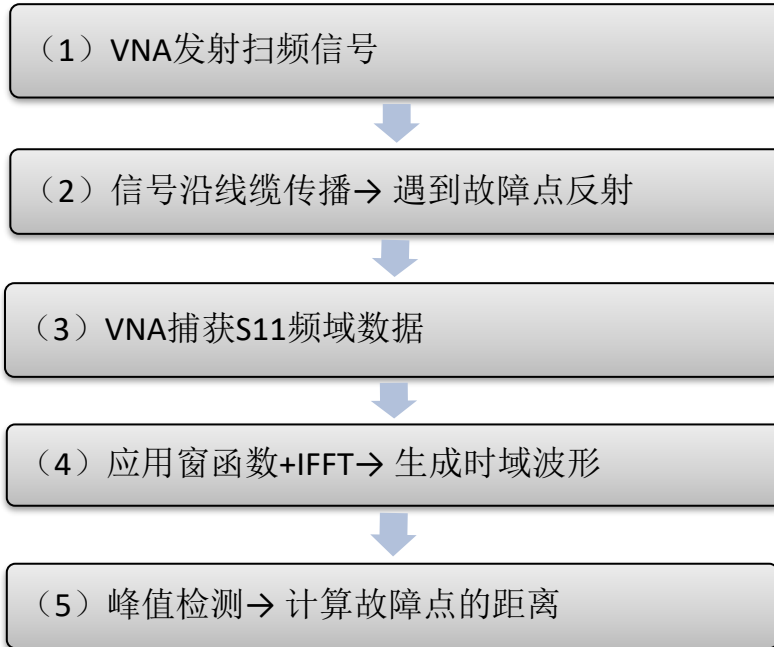 （1）VNA发射扫频信号
（2）信号沿线缆传播→ 遇到故障点反射
（3）VNA捕获S11频域数据
（4）应用窗函数+IFFT→ 生成时域波形
（5）峰值检测→ 计算故障点的距离